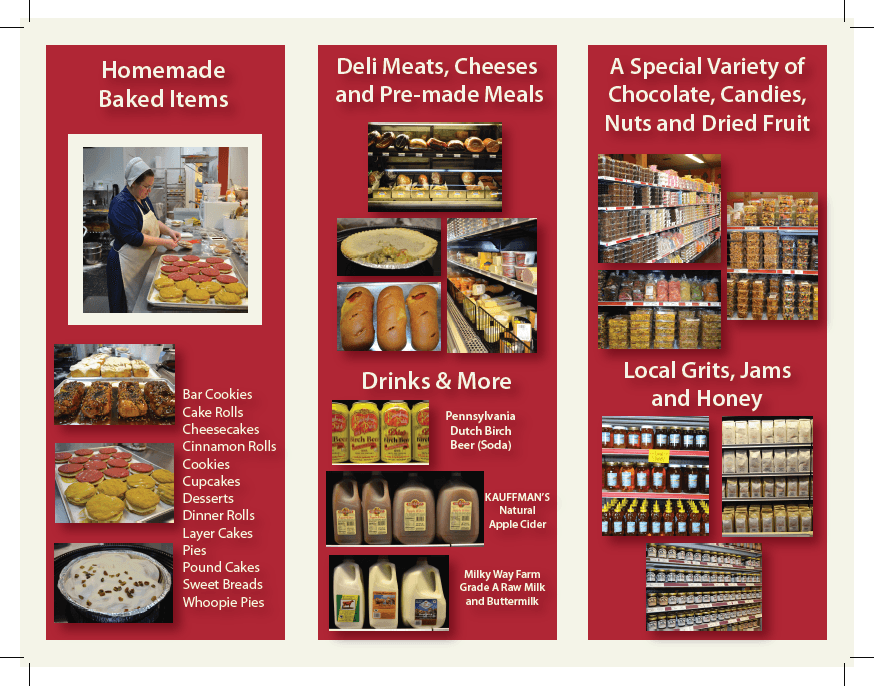 Homemade
Baked Items
Bar Cookies
Cake Rolls
Cheesecakes
Cinnamon Rolls
Cookies
Cupcakes
Desserts
Dinner Rolls
Layer Cakes
Pies
Pound Cakes
Sweet Breads
Whoopie Pies
Deli Meats, Cheeses
and Pre-made Meals
Drinks & More
Birch Beer
Pennsylvania
Dutch Birch
Beer (Soda)
KAUFFMAN'S
Natural
Apple Cider
Milky Way Farm
Grade A Raw Milk
and Buttermilk
A Special Variety of
Chocolate, Candies,
Nuts and Dried Fruit
Local Grits, Jams
and Honey